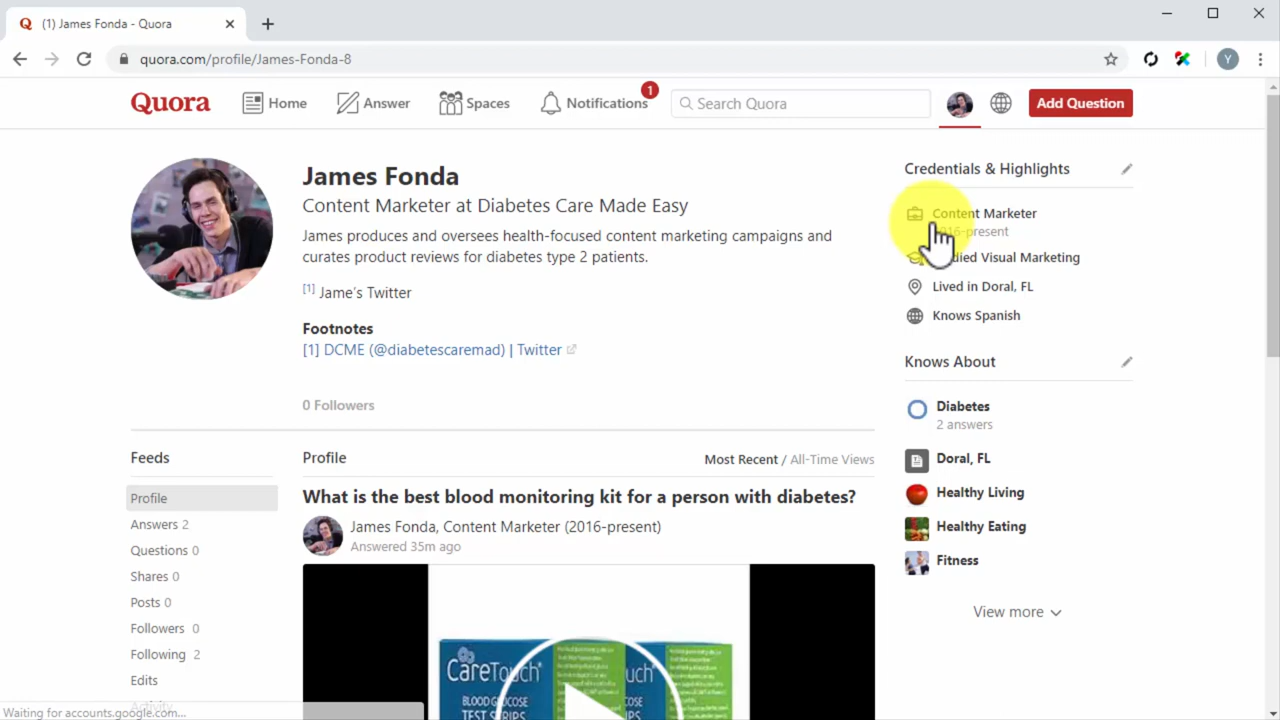 Q (1) James Fonda - Quora
quora.com/profile/James-Fonda-8
Y
Quora
Home
Answer
Spaces
Notifications
1
Search Quora
Add Question
James Fonda
Content Marketer at Diabetes Care Made Easy
James produces and oversees health-focused content marketing campaigns and
curates product reviews for diabetes type 2 patients.
[1] Jame's Twitter
Footnotes
[1] DCME (@diabetescaremad) | Twitter
0 Followers
Credentials & Highlights
Content Marketer
2016-present
Studied Visual Marketing
Lived in Doral, FL
Knows Spanish
Knows About
Diabetes
2 answers
Doral, FL
Healthy Living
Healthy Eating
Fitness
View more
Feeds
Profile
Answers 2
Questions 0
Shares 0
Posts 0
Followers 0
Following 2
Edits
Activity
Profile
Most Recent / All-Time Views
What is the best blood monitoring kit for a person with diabetes?
James Fonda, Content Marketer (2016-present)
Answered 35m ago
CareTouch
BLOOD GLUCOSE
TEST STRIPS
Waiting for accounts.google.com...